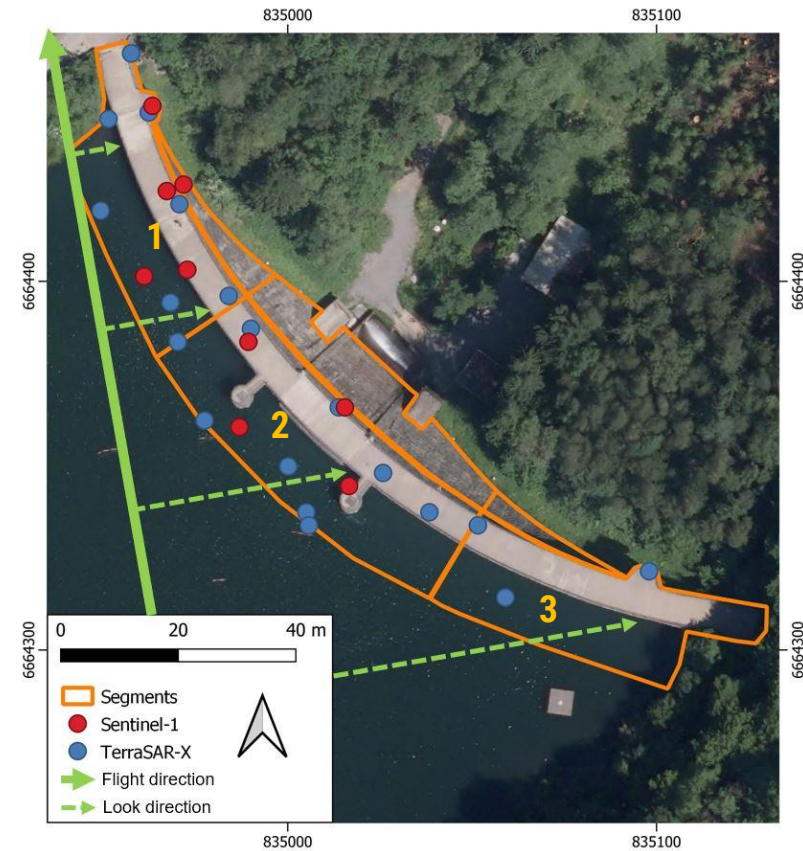 835000 835100
6664400
6664400
1
2
3
6664300
6664300
0 20 40 m
Segments
Sentinel-1
TerraSAR-X
Flight direction
Look direction
835000 835100